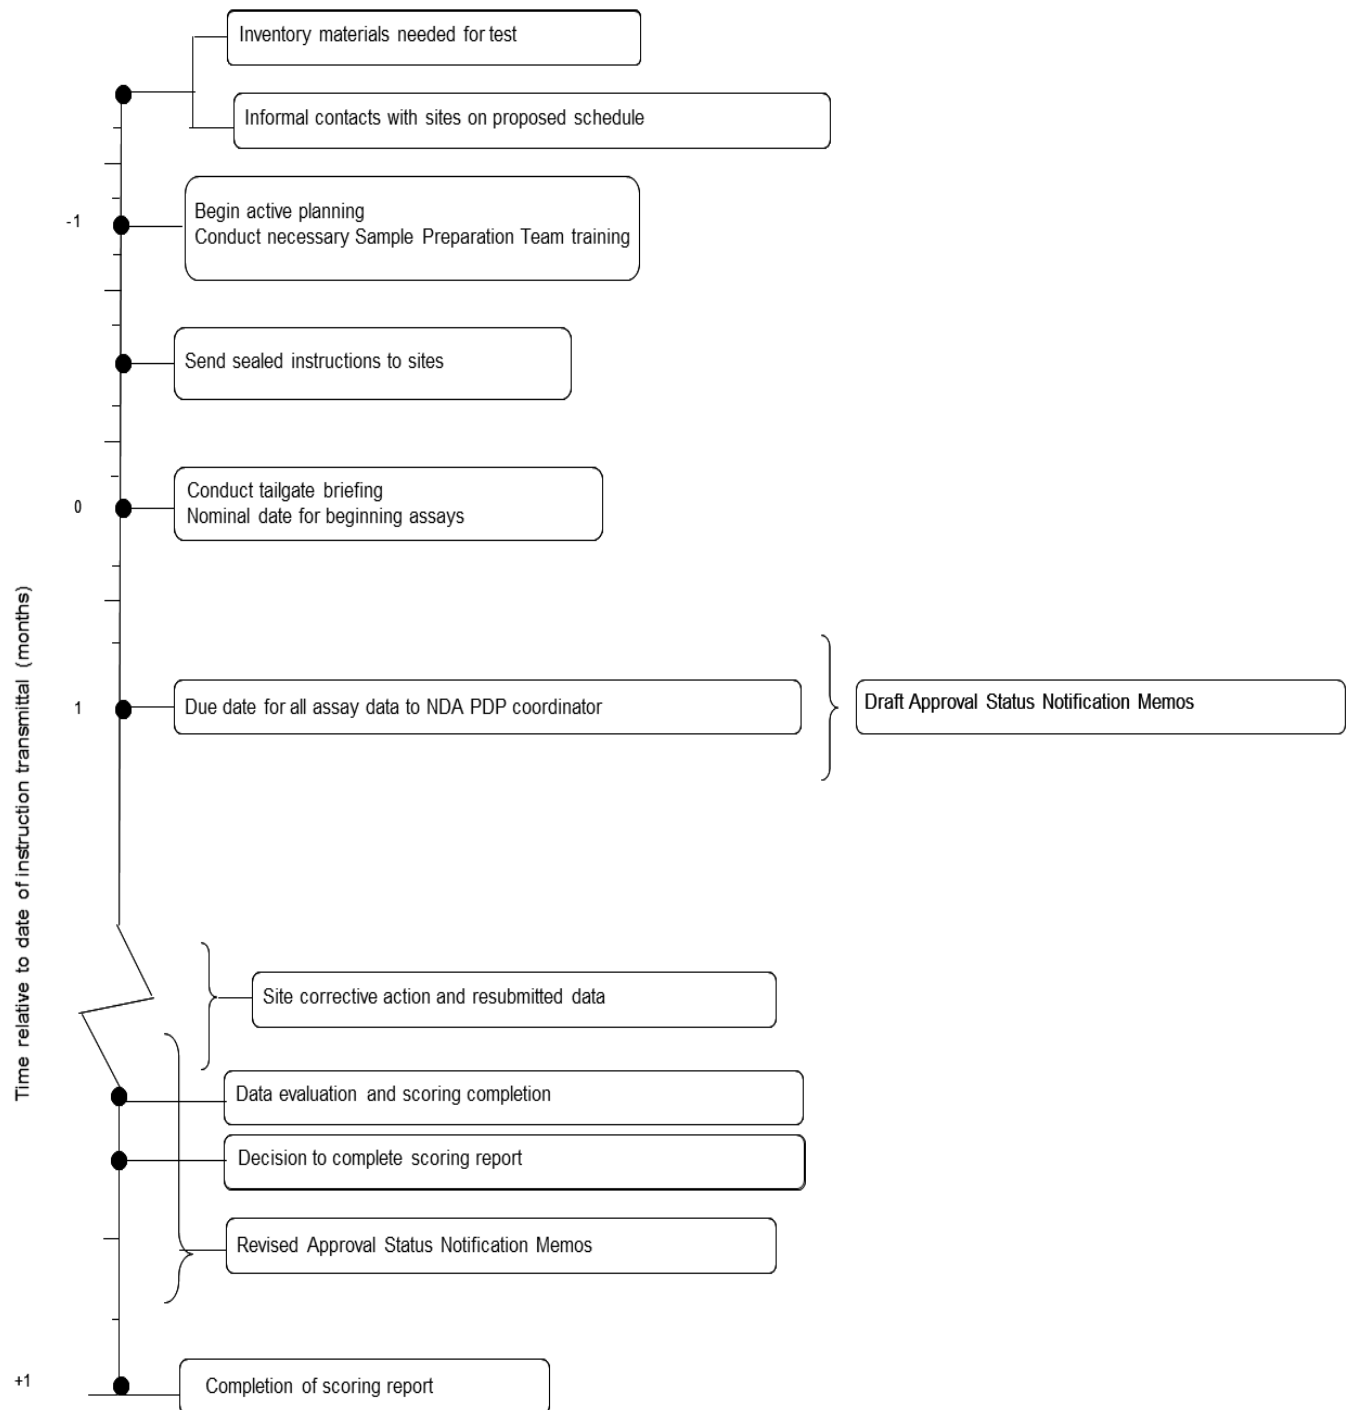 Inventory materials needed for test
Informal contacts with sites on proposed schedule
-1
Begin active planning
Conduct necessary Sample Preparation Team training
Send sealed instructions to sites
0
Conduct tailgate briefing
Nominal date for beginning assays
Time relative to date of instruction transmittal (months)
1
Due date for all assay data to NDA PDP coordinator
Draft Approval Status Notification Memos
Site corrective action and resubmitted data
Data evaluation and scoring completion
Decision to complete scoring report
Revised Approval Status Notification Memos
+1
Completion of scoring report